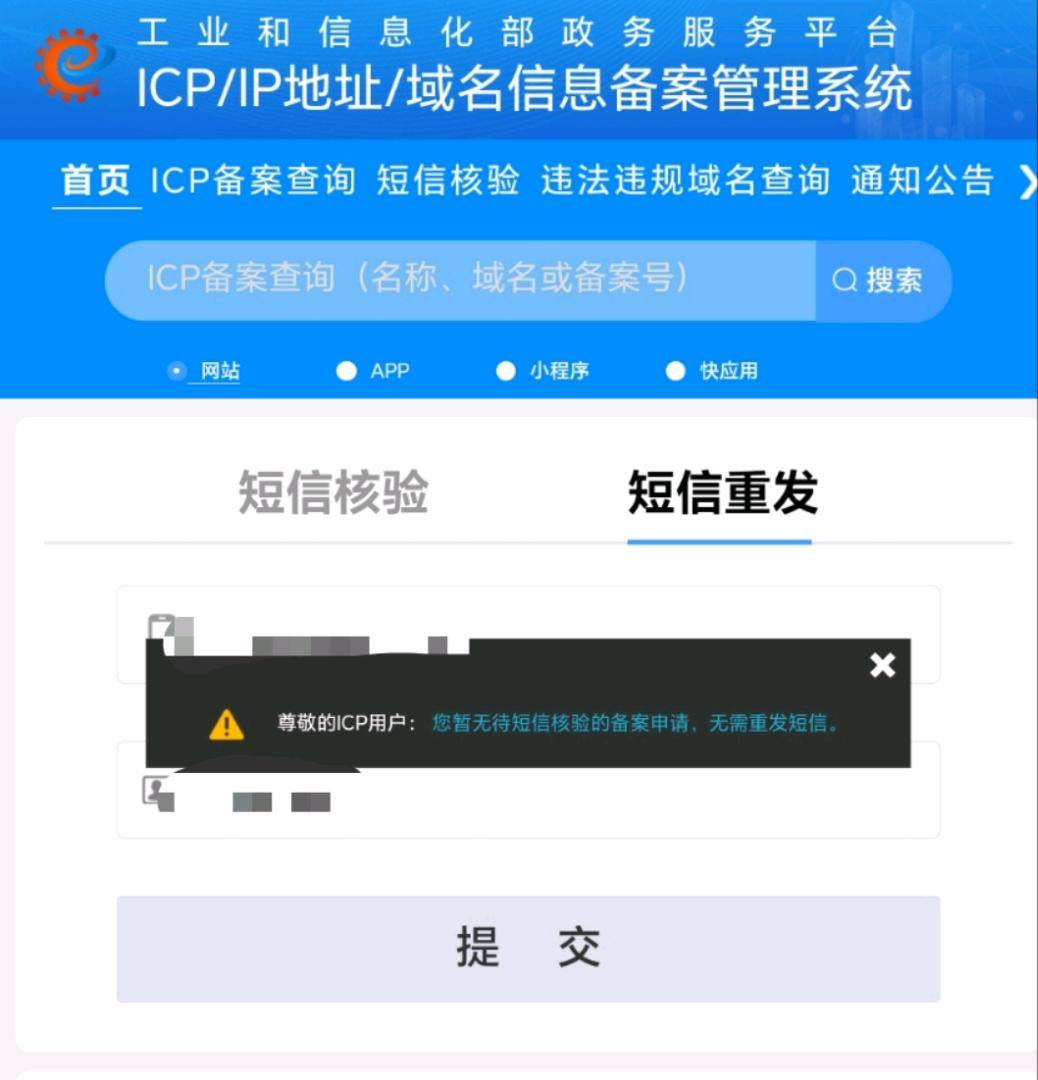 工业和信息化部政务服务平台
ICP/IP地址/域名信息备案管理系统
首页 ICP备案查询 短信核验 违法违规域名查询 通知公告
ICP备案查询（名称、域名或备案号） 搜索
网站 APP 小程序 快应用
短信核验 短信重发
尊敬的ICP用户：您暂无待短信核验的备案申请，无需重发短信。
提 交